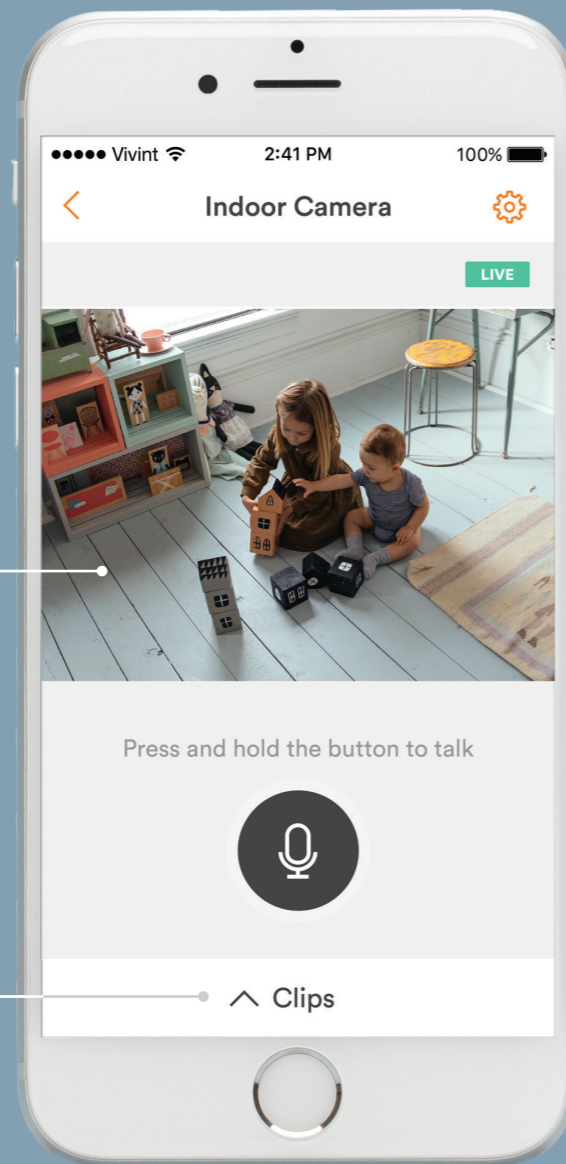 Vivint 2:41 PM 100%
Indoor Camera
LIVE
Press and hold the button to talk
Clips